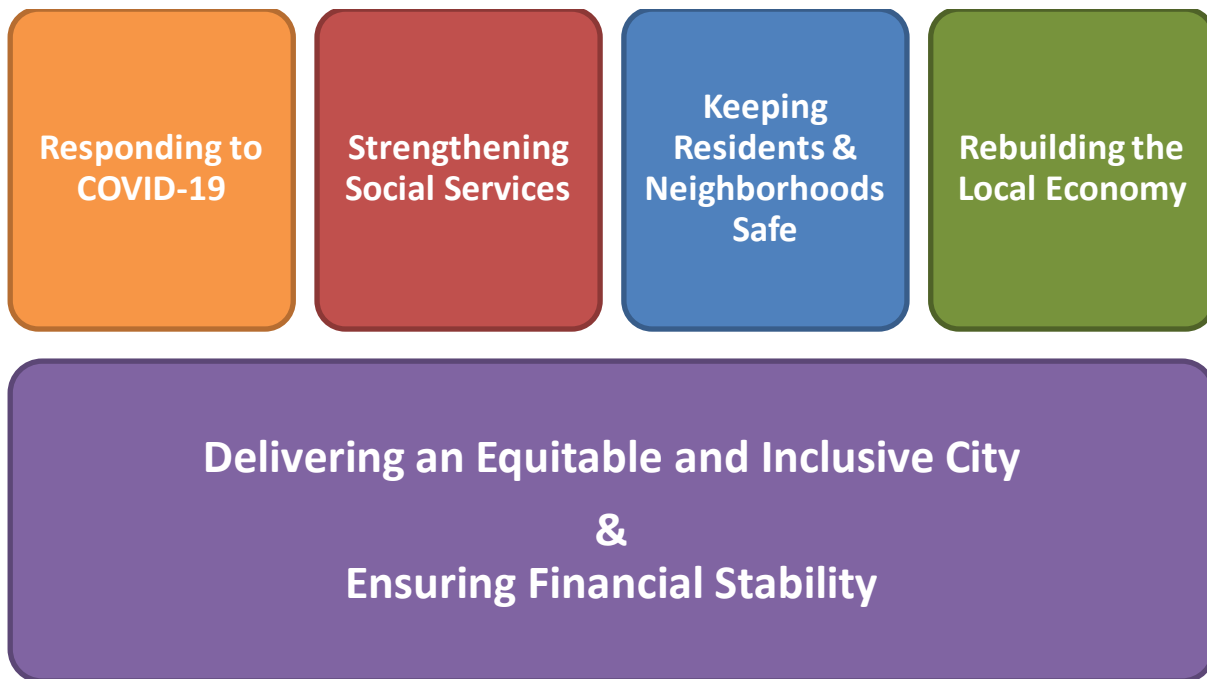 Responding to
COVID-19
Strengthening
Social Services
Keeping
Residents &
Neighborhoods
Safe
Rebuilding the
Local Economy
Delivering an Equitable and Inclusive City
&
Ensuring Financial Stability